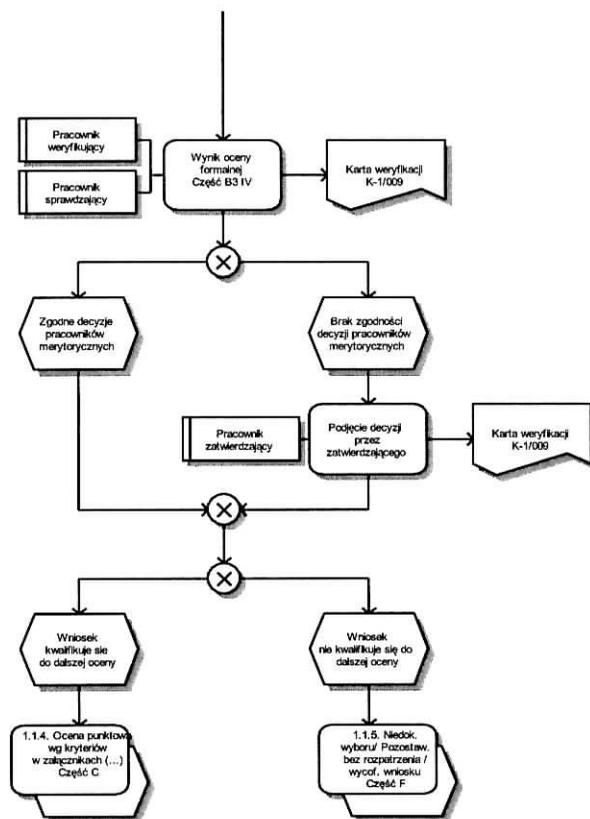 Pracownik
weryfikujący
Pracownik
sprawdzający
Wynik oceny
formalnej
Część B3 IV
Karta weryfikacji
K-1/009
Zgodne decyzje
pracowników
merytorycznych
Brak zgodności
decyzji pracowników
merytorycznych
Pracownik
zatwierdzający
Podjęcie decyzji
przez
zatwierdzającego
Karta weryfikacji
K-1/009
Wniosek
kwalifikuje sie
do dalszej oceny
Wniosek
nie kwalifikuje się do
dalszej oceny
1.1.4. Ocena punktowa
wg kryteriów
w załącznikach (...)
Część C
1.1.5. Niedok.
wyboru/ Pozostaw.
bez rozpatrzenia /
wycof. wniosku
Część F